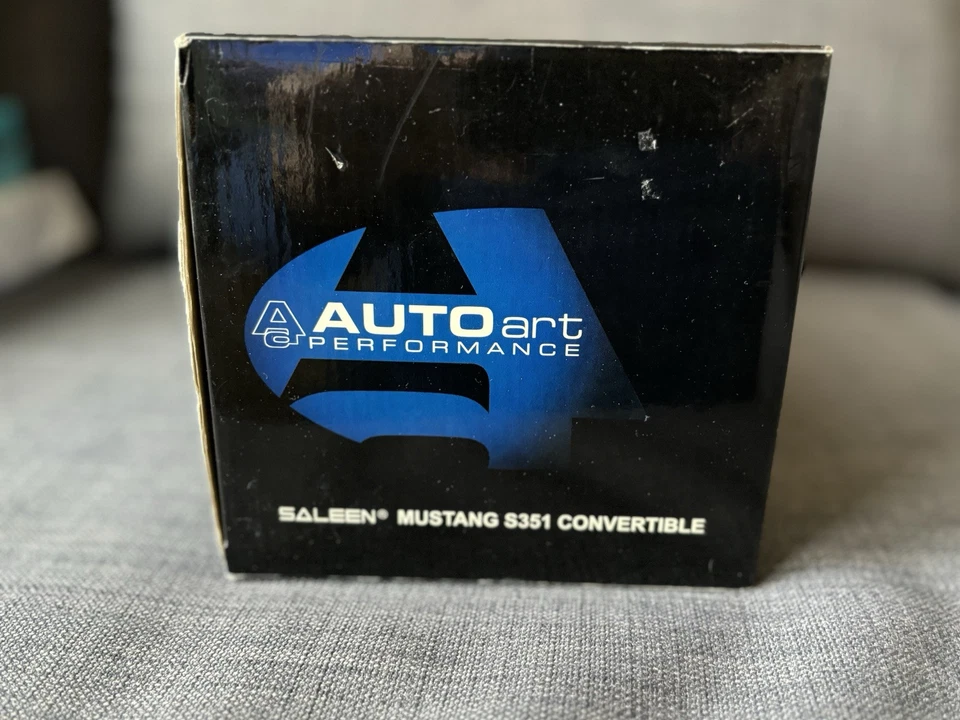 AUTOart
PERFORMANCE
SALEEN® MUSTANG S351 CONVERTIBLE